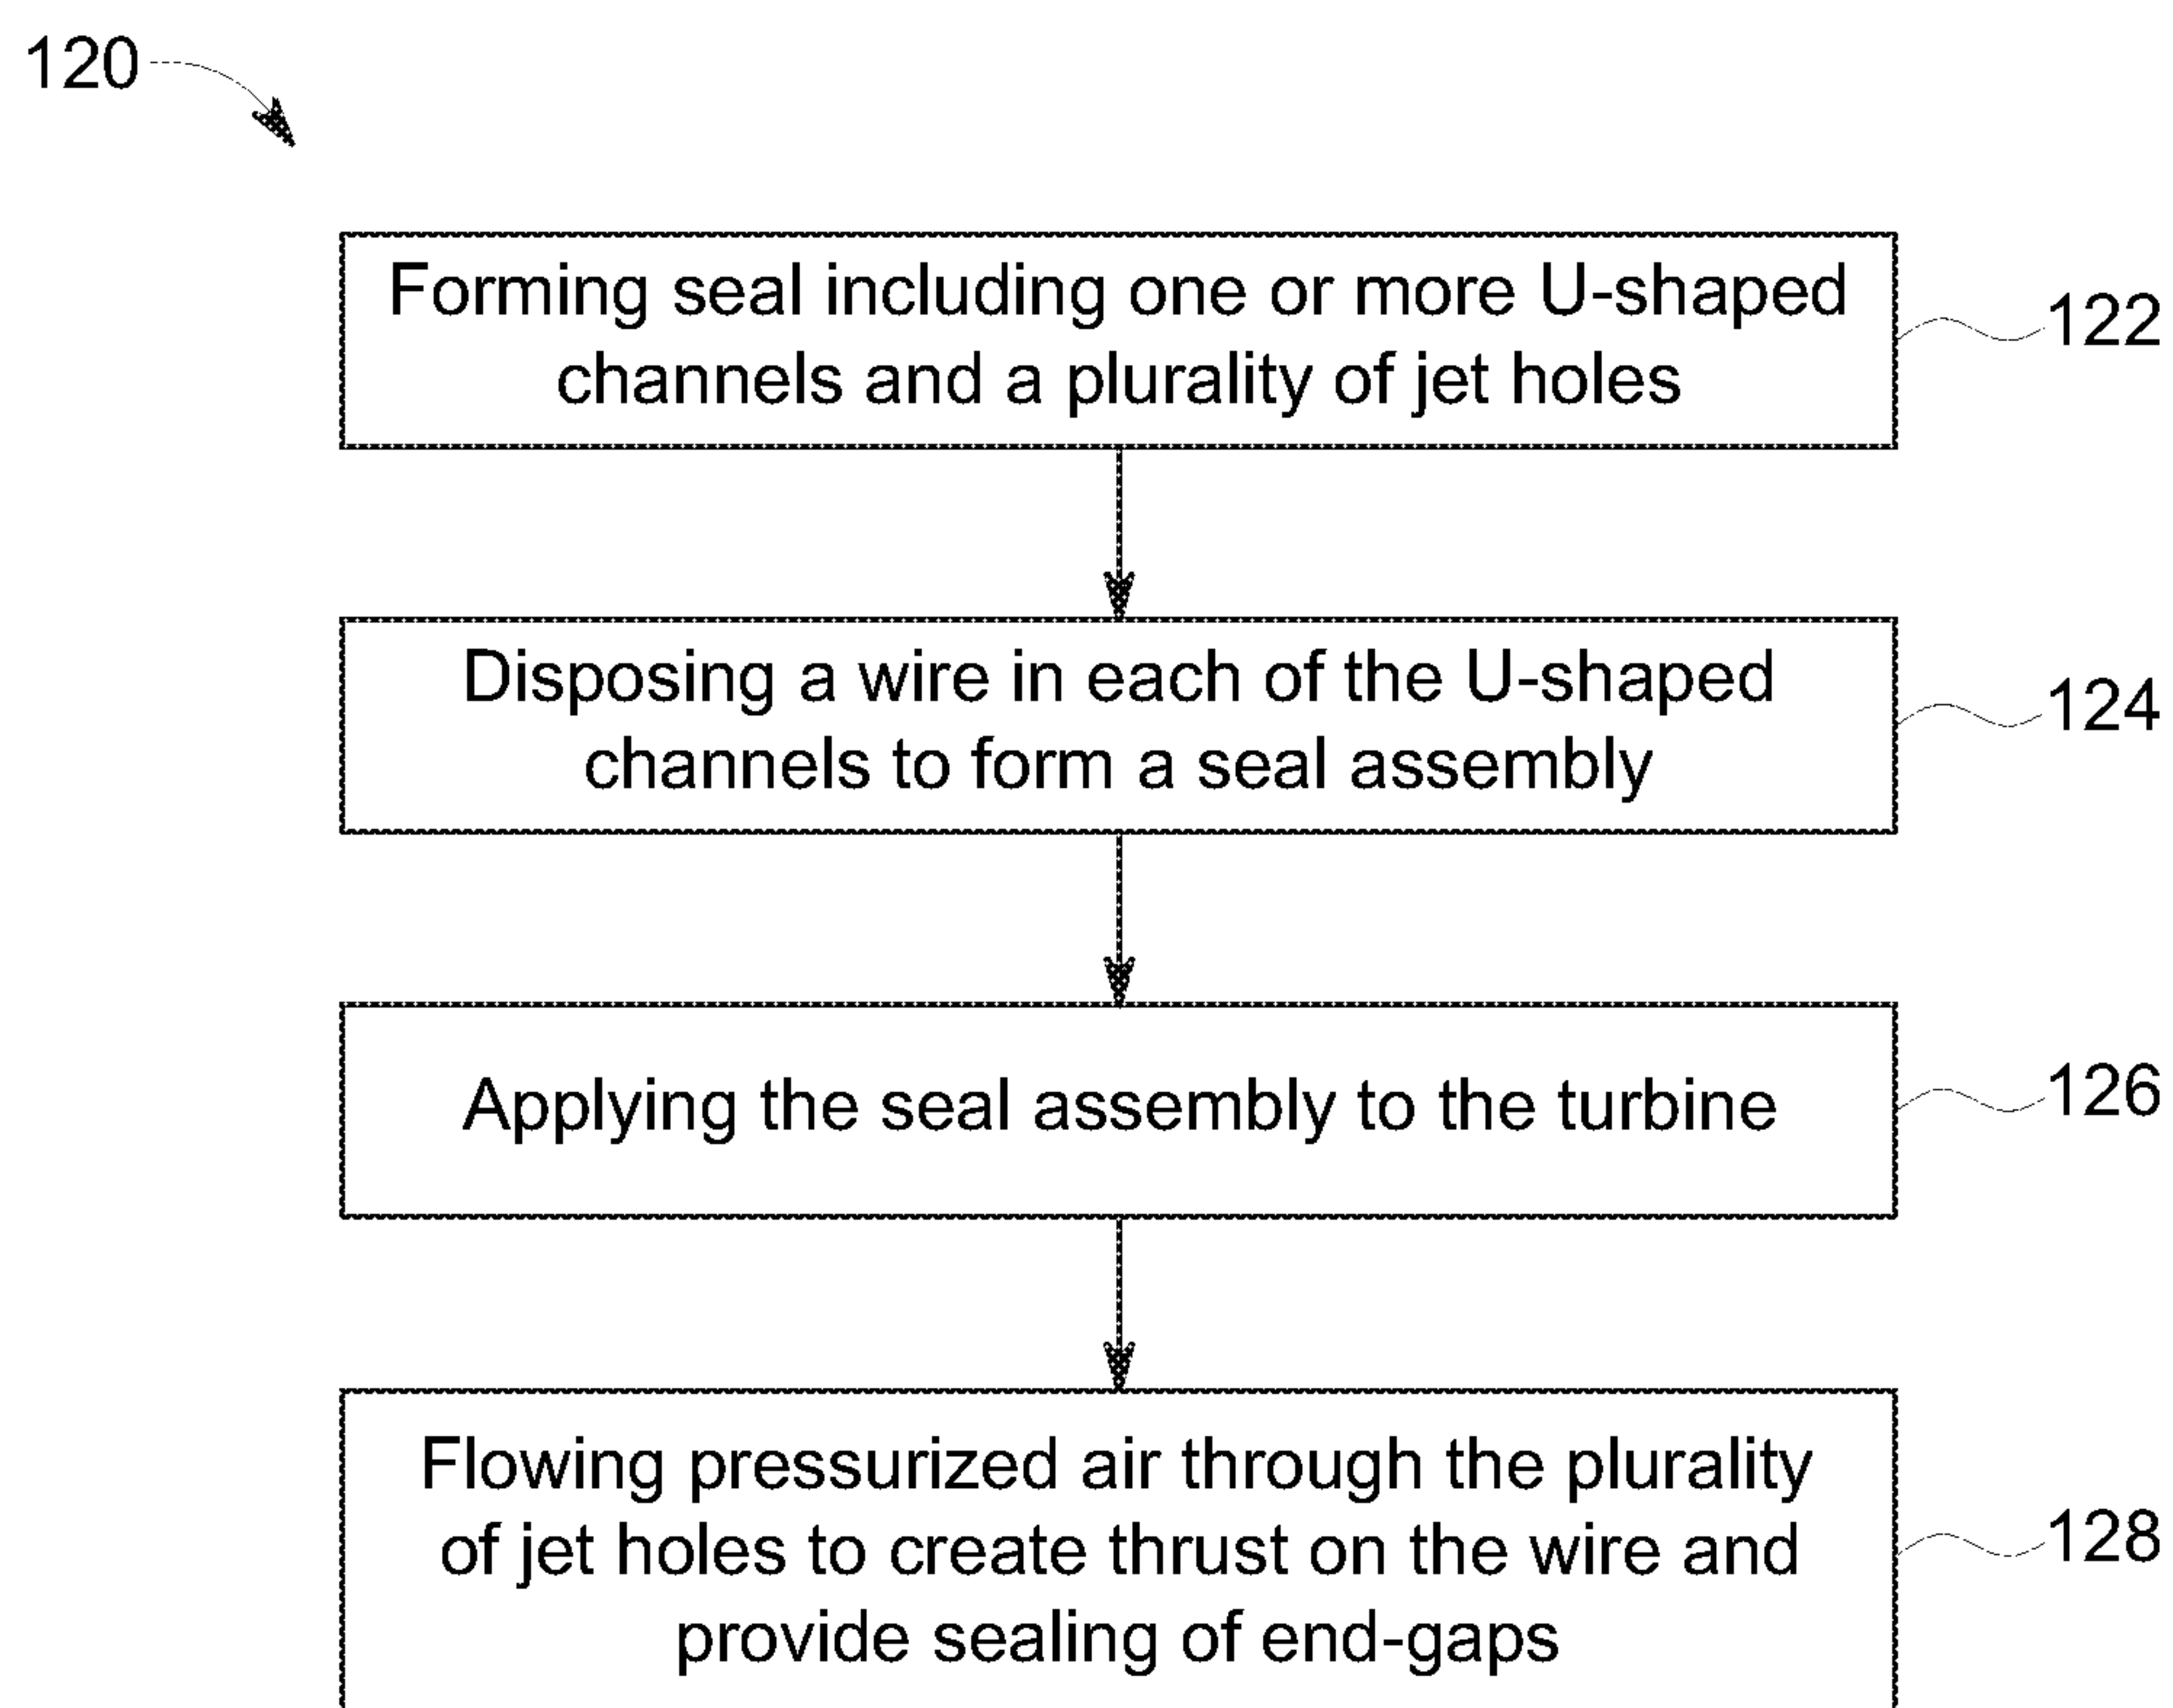 120
Forming seal including one or more U-shaped
channels and a plurality of jet holes
122
Disposing a wire in each of the U-shaped
channels to form a seal assembly
124
Applying the seal assembly to the turbine
126
Flowing pressurized air through the plurality
of jet holes to create thrust on the wire and
provide sealing of end-gaps
128